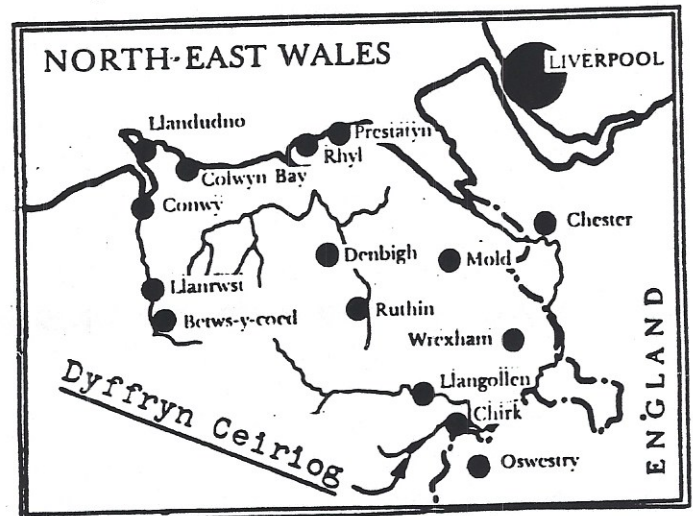 NORTH-EAST WALES
LIVERPOOL
Llandudno
Prestatyn
Rhyl
Colwyn Bay
Conwy
Chester
Denbigh
Mold
Llanrwst
Ruthin
Betws-y-coed
Wrexham
ENGLAND
Llangollen
Dyffryn Ceiriog
Chirk
Oswestry